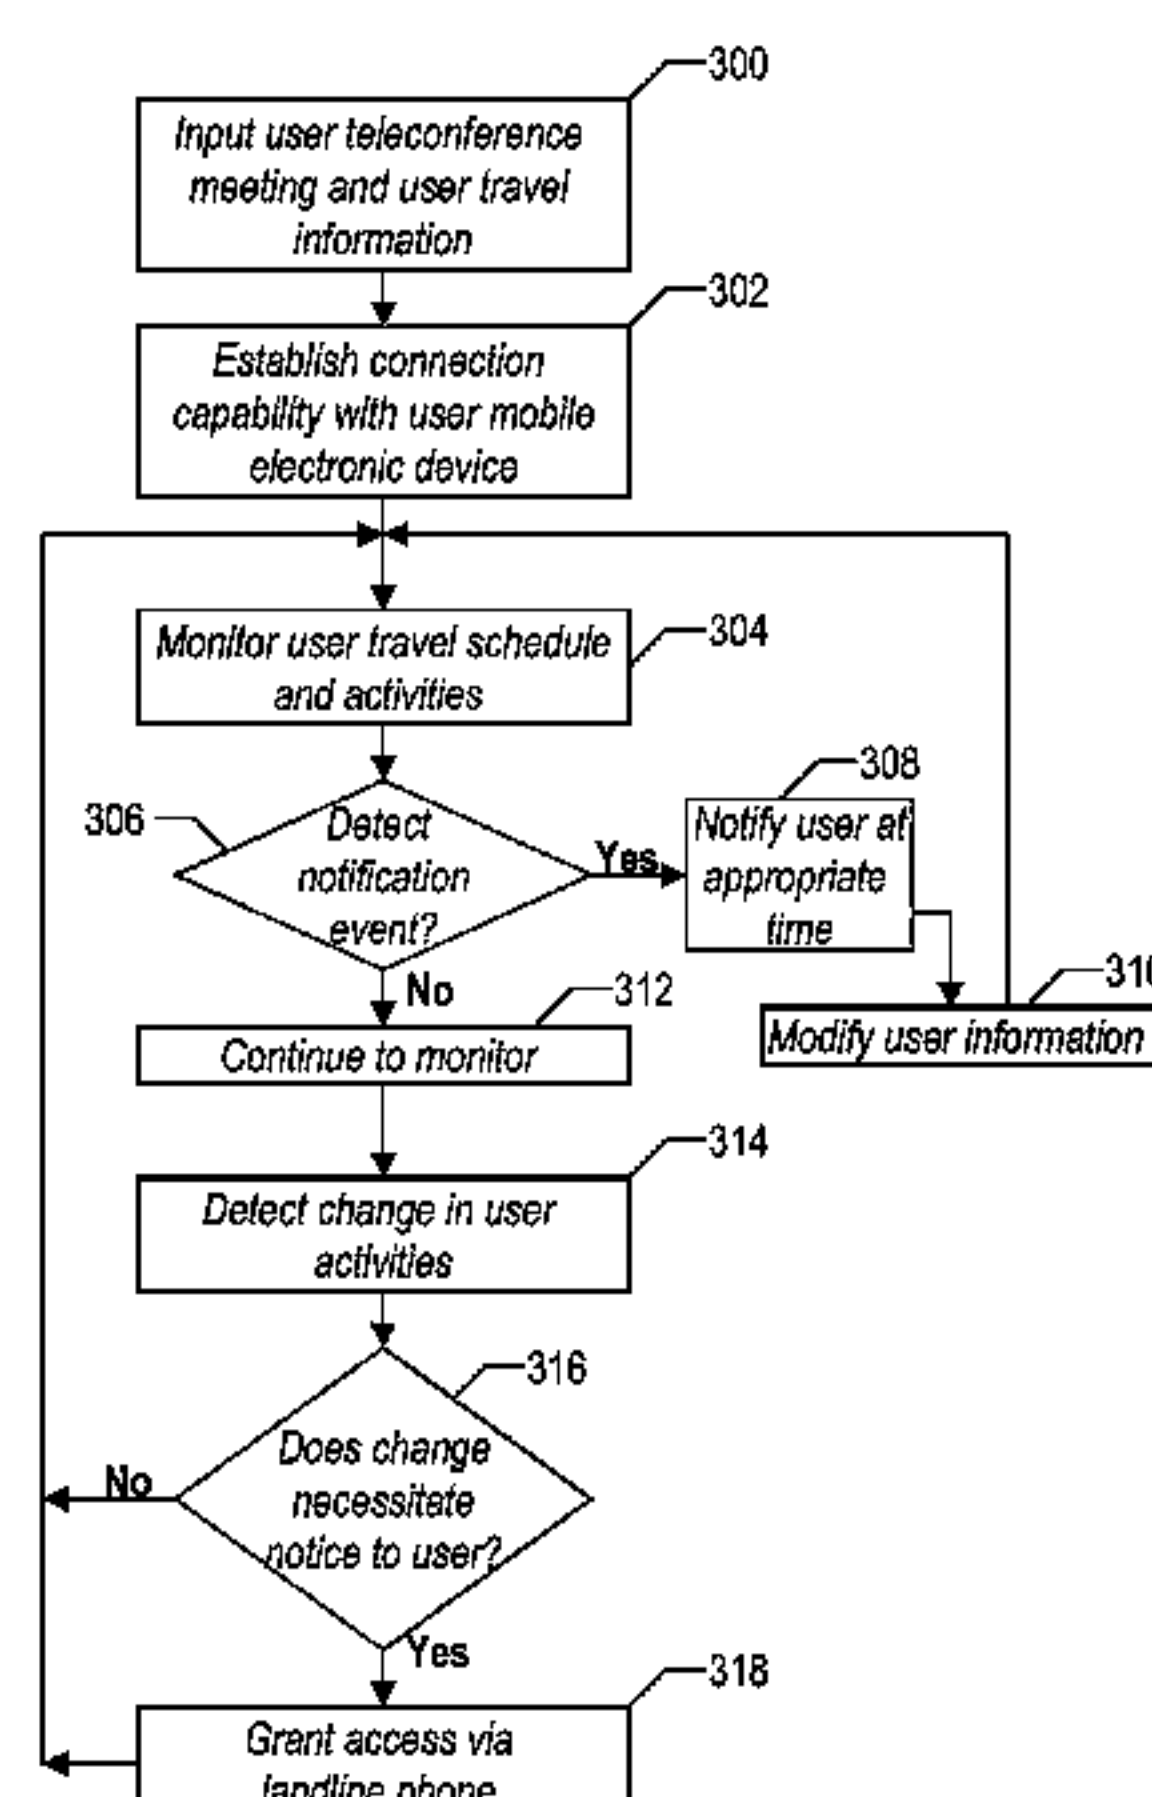 300
Input user teleconference
meeting and user travel
information
302
Establish connection
capability with user mobile
electronic device
Monitor user travel schedule
and activities
304
306
Detect
notification
event?
Yes
308
Notify user at
appropriate
time
No
310
Modify user information
312
Continue to monitor
314
Detect change in user
activities
316
Does change
necessitate
notice to user?
No
Yes
318
Grant access via
landline phone